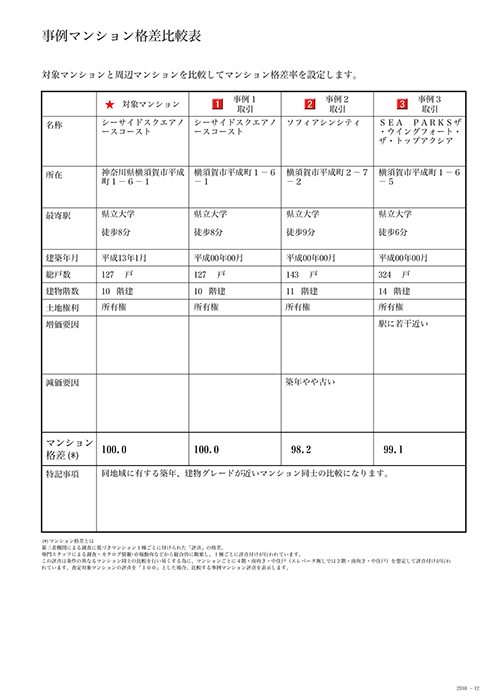 事例マンション格差比較表
対象マンションと周辺マンションを比較してマンション格差率を設定します。
★ 対象マンション
1 事例1
取引
2 事例2
取引
3 事例3
取引
名称
シーサイドスクエアノ
ースコースト
シーサイドスクエアノ
ースコースト
ソフィアシンシティ
SEA PARKSザ
・ウイングフォート・
ザ・トップアクシア
所在
神奈川県横須賀市平成
町1-6-1
横須賀市平成町1-6
-1
横須賀市平成町2-7
-2
横須賀市平成町1-6
-5
最寄駅
県立大学
徒歩8分
県立大学
徒歩8分
県立大学
徒歩9分
県立大学
徒歩6分
建築年月 平成13年1月 平成00年00月 平成00年00月 平成00年00月
総戸数 127 戸 127 戸 143 戸 324 戸
建物階数 10 階建 10 階建 11 階建 14 階建
土地権利 所有権 所有権 所有権 所有権
増価要因 駅に若干近い
減価要因 築年やや古い
マンション
格差(*) 100.0 100.0 98.2 99.1
特記事項 同地域に有する築年、建物グレードが近いマンション同士の比較になります。
(*)マンション格差とは
第三者機関による調査に基づきマンション1棟ごとに付けられた「評点」の格差。
専門スタッフによる調査・カタログ情報・市場動向などから総合的に勘案し、1棟ごとに評点付けが行われています。
この評点は条件の異なるマンション同士の比較を行い易くする為に、マンションごとに4階・南向き・中住戸(エレベータ無しでは2階・南向き・中住戸)を想定して評点付けが行わ
れています。査定対象マンションの評点を「100」とした場合、比較する事例マンション評点を表示します。
2310 - 12